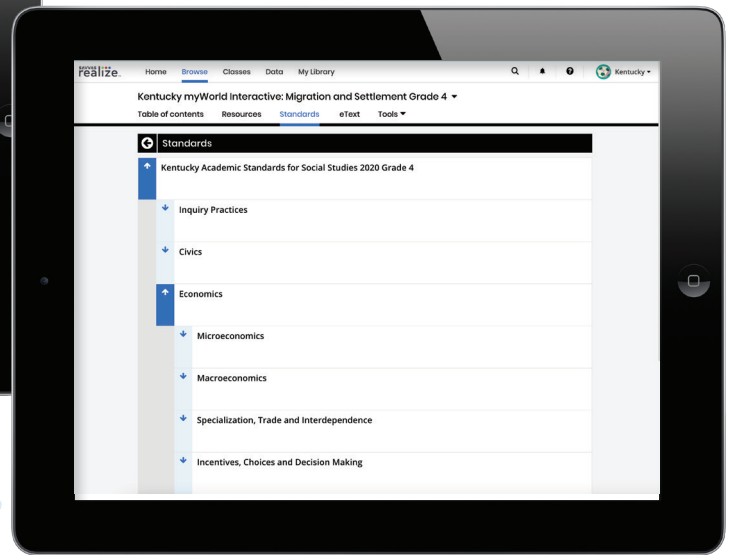 SAVVAS
realize™ Home Browse Classes Data My Library Kentucky
Kentucky myWorld Interactive: Migration and Settlement Grade 4
Table of contents Resources Standards eText Tools
Standards
Kentucky Academic Standards for Social Studies 2020 Grade 4
Inquiry Practices
Civics
Economics
Microeconomics
Macroeconomics
Specialization, Trade and Interdependence
Incentives, Choices and Decision Making